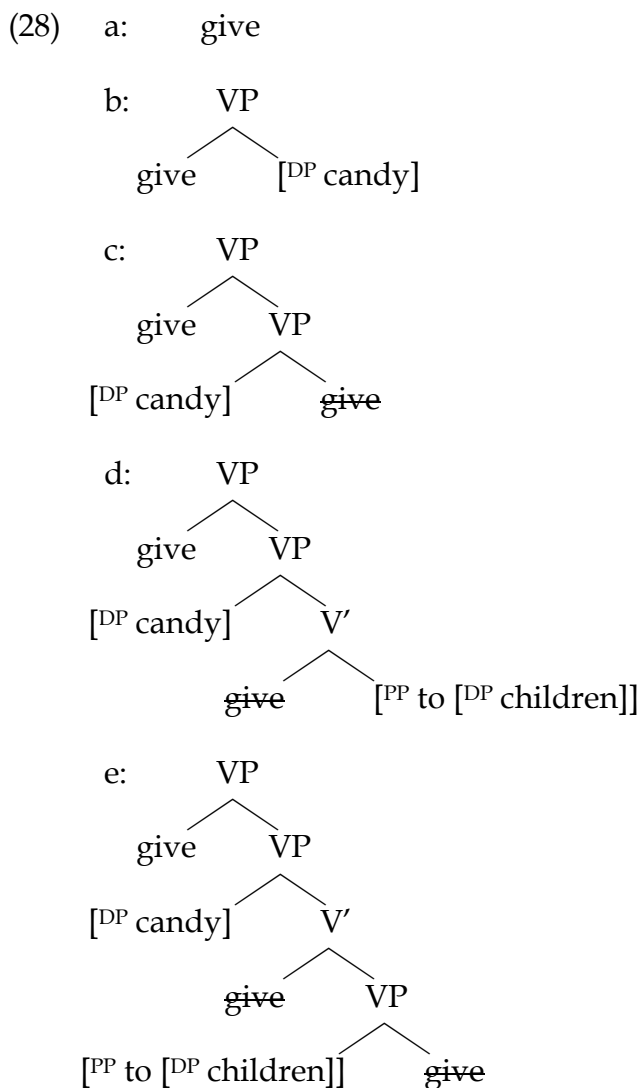 (28) a: give
b: VP
give [DP candy]
c: VP
give VP
[DP candy] give
d: VP
give VP
[DP candy] V’
give [PP to [DP children]]
e: VP
give VP
[DP candy] V’
give VP
[PP to [DP children]] give